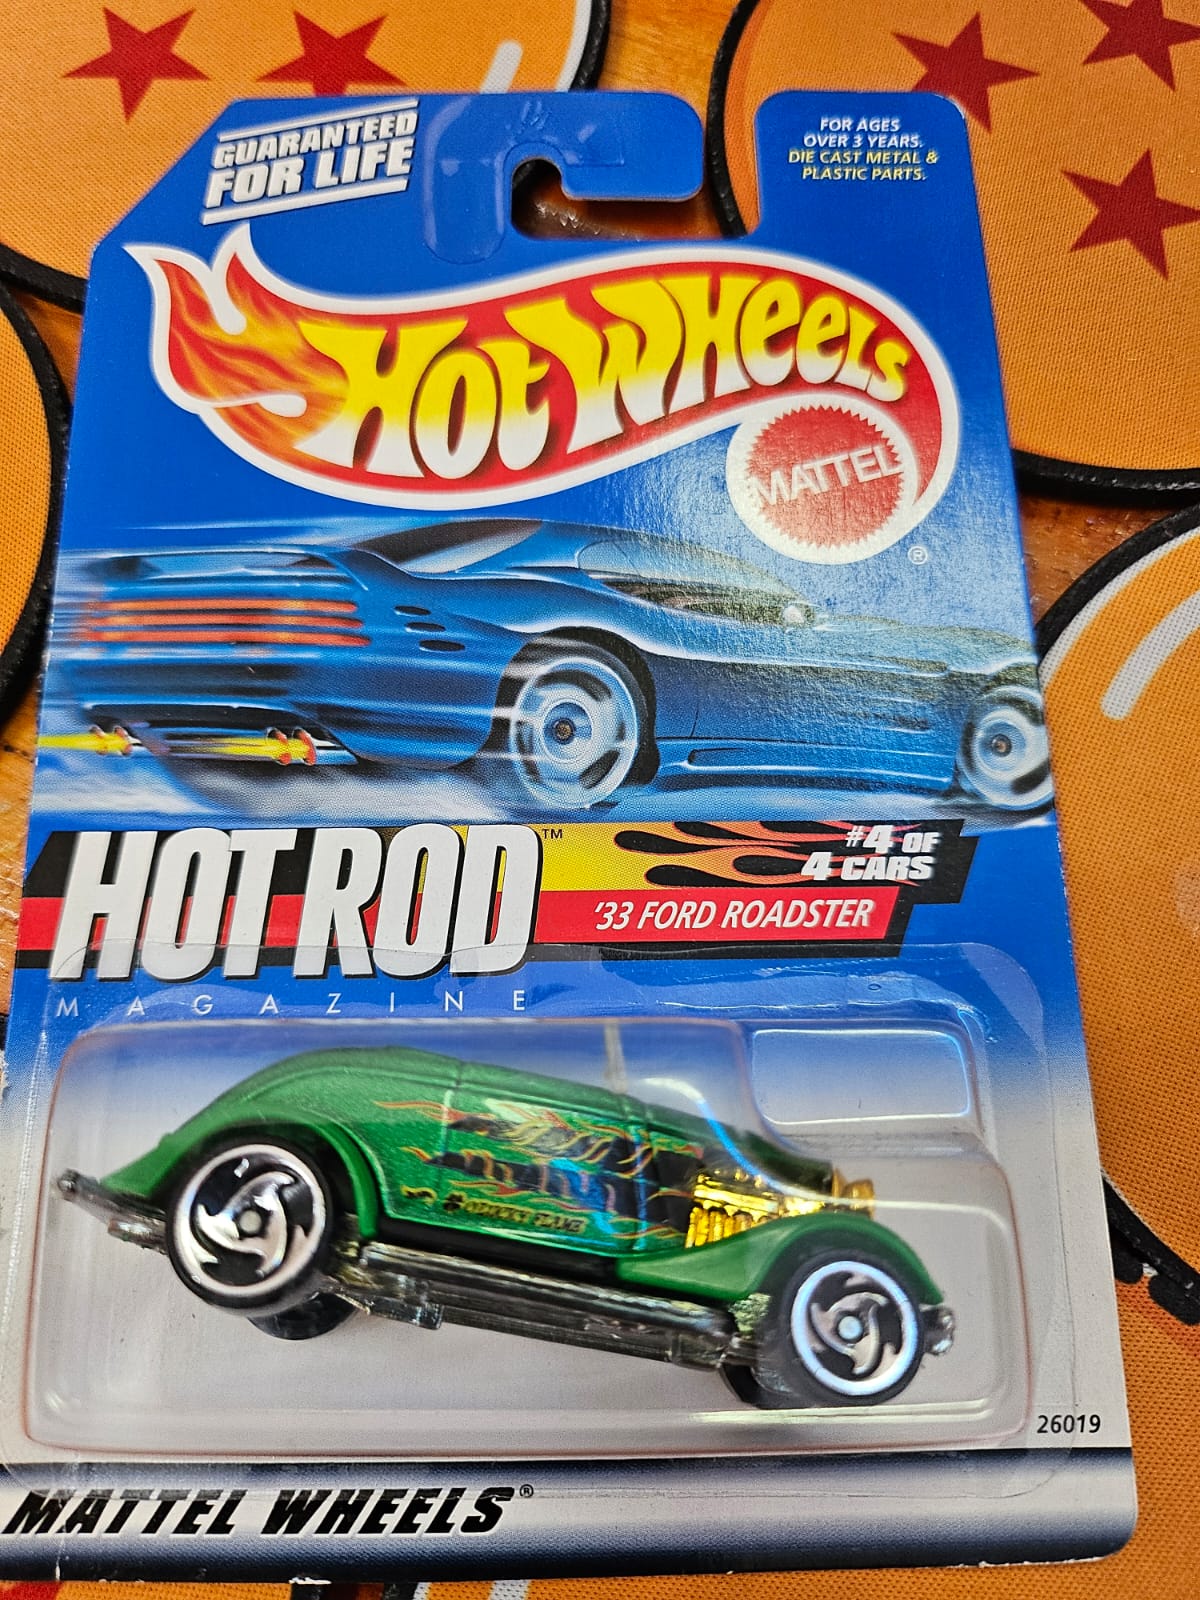 GUARANTEED
FOR LIFE
FOR AGES
OVER 3 YEARS.
DIE CAST METAL &
PLASTIC PARTS.
HOT WHEELS
MATTEL
®
HOT ROD™
MAGAZINE
#4 OF
4 CARS
'33 FORD ROADSTER
26019
MATTEL WHEELS®